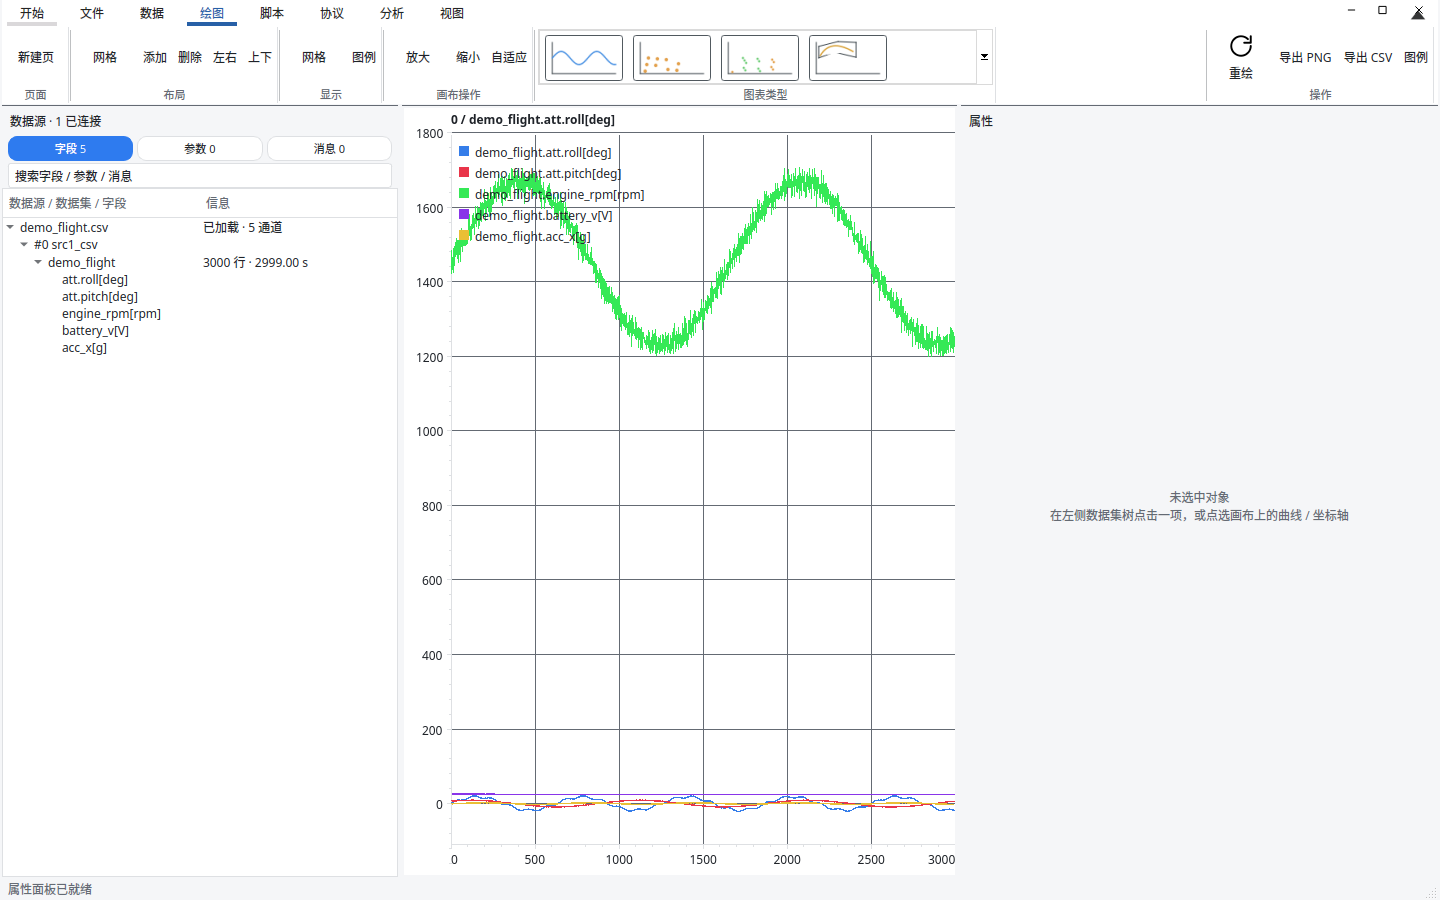 开始 文件 数据 绘图 脚本 协议 分析 视图
新建页 网格 添加 删除 左右 上下 网格 图例 放大 缩小 自适应 重绘 导出 PNG 导出 CSV 图例
页面 布局 显示 画布操作 图表类型 操作
数据源 · 1 已连接
字段 5 参数 0 消息 0
搜索字段 / 参数 / 消息
数据源 / 数据集 / 字段 信息
demo_flight.csv 已加载 · 5 通道
#0 src1_csv
demo_flight 3000 行 · 2999.00 s
att.roll[deg]
att.pitch[deg]
engine_rpm[rpm]
battery_v[V]
acc_x[g]
0 / demo_flight.att.roll[deg]
demo_flight.att.roll[deg]
demo_flight.att.pitch[deg]
demo_flight.engine_rpm[rpm]
demo_flight.battery_v[V]
demo_flight.acc_x[g]
1800
1600
1400
1200
1000
800
600
400
200
0
0 500 1000 1500 2000 2500 3000
属性
未选中对象
在左侧数据集树点击一项，或点选画布上的曲线 / 坐标轴
属性面板已就绪